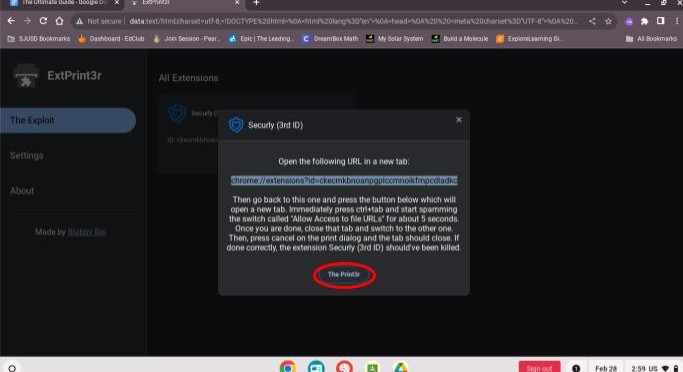 The Ultimate Guide - Google D
ExtPrint3r
Not secure | data:text/html;charset=utf-8,<!DOCTYPE%20html>%0A<html%20lang%3D"en">%0A<head>%0A%20%20<meta%20charset%3D"UTF-8">%0A%20...
SJUSD Bookmarks
Dashboard - EdClub
Join Session - Pear...
Epic | The Leading...
DreamBox Math
My Solar System
Build a Molecule
ExploreLearning Gi...
All Bookmarks
ExtPrint3r
The Exploit
Settings
About
Made by Blobby Boi
All Extensions
Securly (
Securly (3rd ID)
Open the following URL in a new tab:
Then go back to this one and press the button below which will
open a new tab. Immediately press ctrl+tab and start spamming
the switch called "Allow Access to file URLs" for about 5 seconds.
Once you are done, close that tab and switch to the other one.
Then, press cancel on the print dialog and the tab should close. If
done correctly, the extension Securly (3rd ID) should've been killed.
The Print3r
Sign out
1
Feb 28
2:59 US